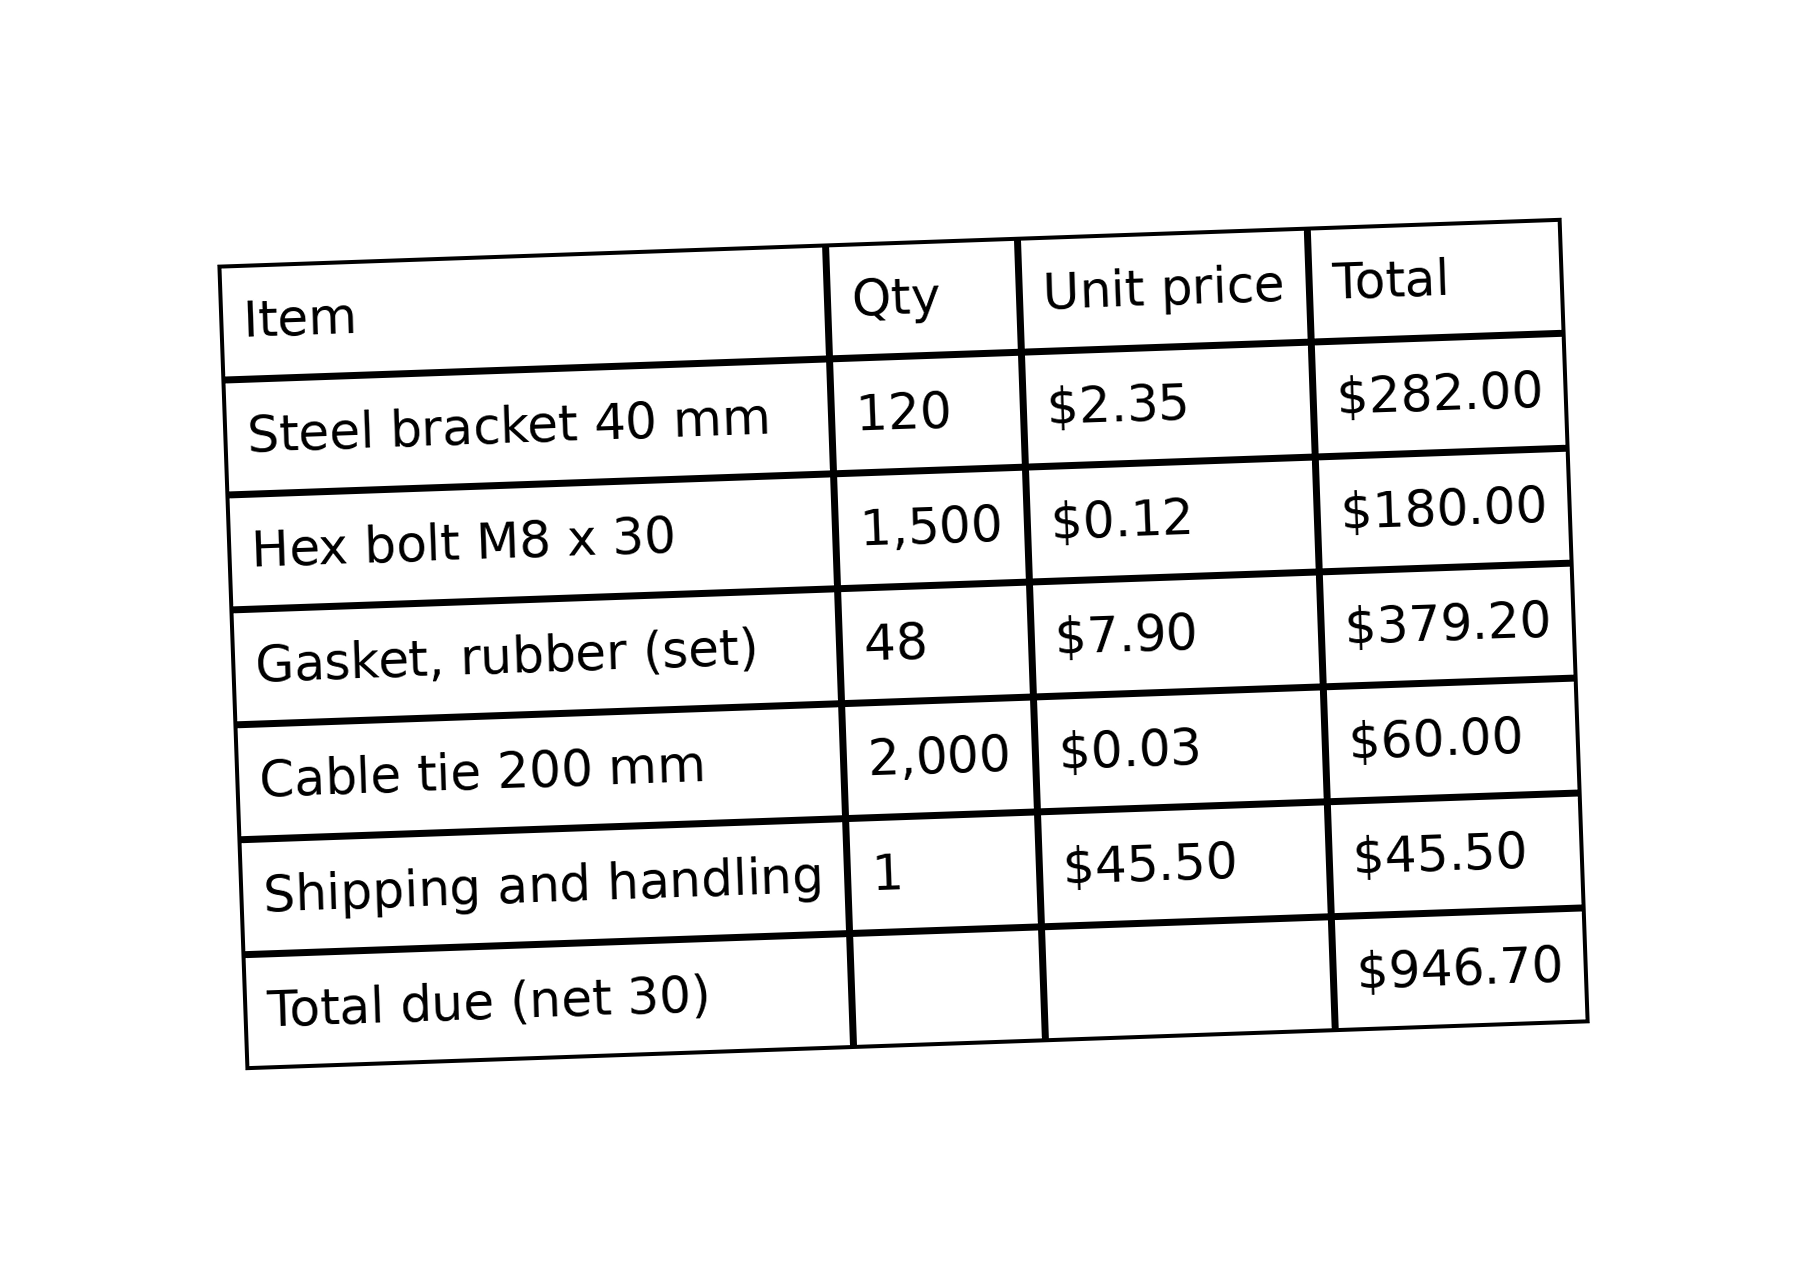 Item Qty Unit price Total
Steel bracket 40 mm 120 $2.35 $282.00
Hex bolt M8 x 30 1,500 $0.12 $180.00
Gasket, rubber (set) 48 $7.90 $379.20
Cable tie 200 mm 2,000 $0.03 $60.00
Shipping and handling 1 $45.50 $45.50
Total due (net 30) $946.70